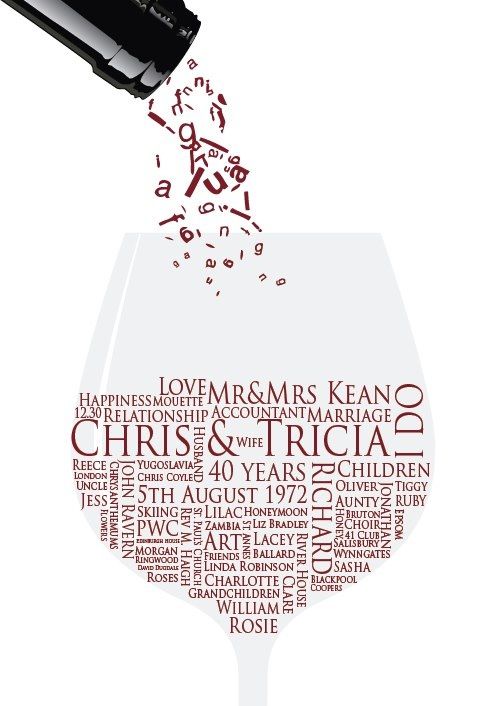 Love Mr&Mrs Kean
Happiness Mouette
I DO
12.30 Relationship Accountant Marriage
Chris & Wife Tricia
Husband
Reece Yugoslavia 40 Years Children
London Chris Coyle
Uncle 5th August 1972 Oliver Tiggy
Jess Aunty Ruby
Flowers
Chrysanthemums
John Ravern
Richard
Jonathan
Epsom
Skiing Lilac Honeymoon Honey Bruton
PWC Zambia Liz Bradley Choir
Edinburgh House
Rev M. Haigh
St Paul's Church
St Annes
River House
Art Lacey 41 Club
Salisbury
Morgan Friends Ballard Wynngates
Ringwood Linda Robinson Sasha
David Dugdale
Roses Charlotte Clare Blackpool
Coopers
Grandchildren
William
Rosie